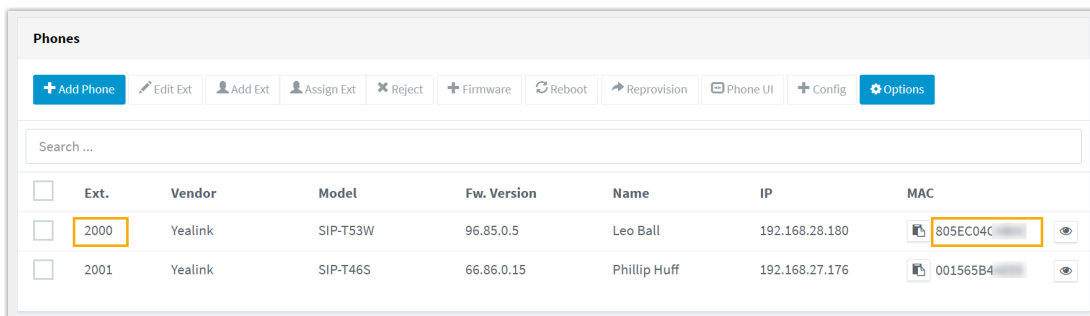 Phones
Add Phone Edit Ext Add Ext Assign Ext Reject Firmware Reboot Reprovision Phone UI Config Options
Search ...
Ext. Vendor Model Fw. Version Name IP MAC
2000 Yealink SIP-T53W 96.85.0.5 Leo Ball 192.168.28.180 805EC04C
2001 Yealink SIP-T46S 66.86.0.15 Phillip Huff 192.168.27.176 001565B4